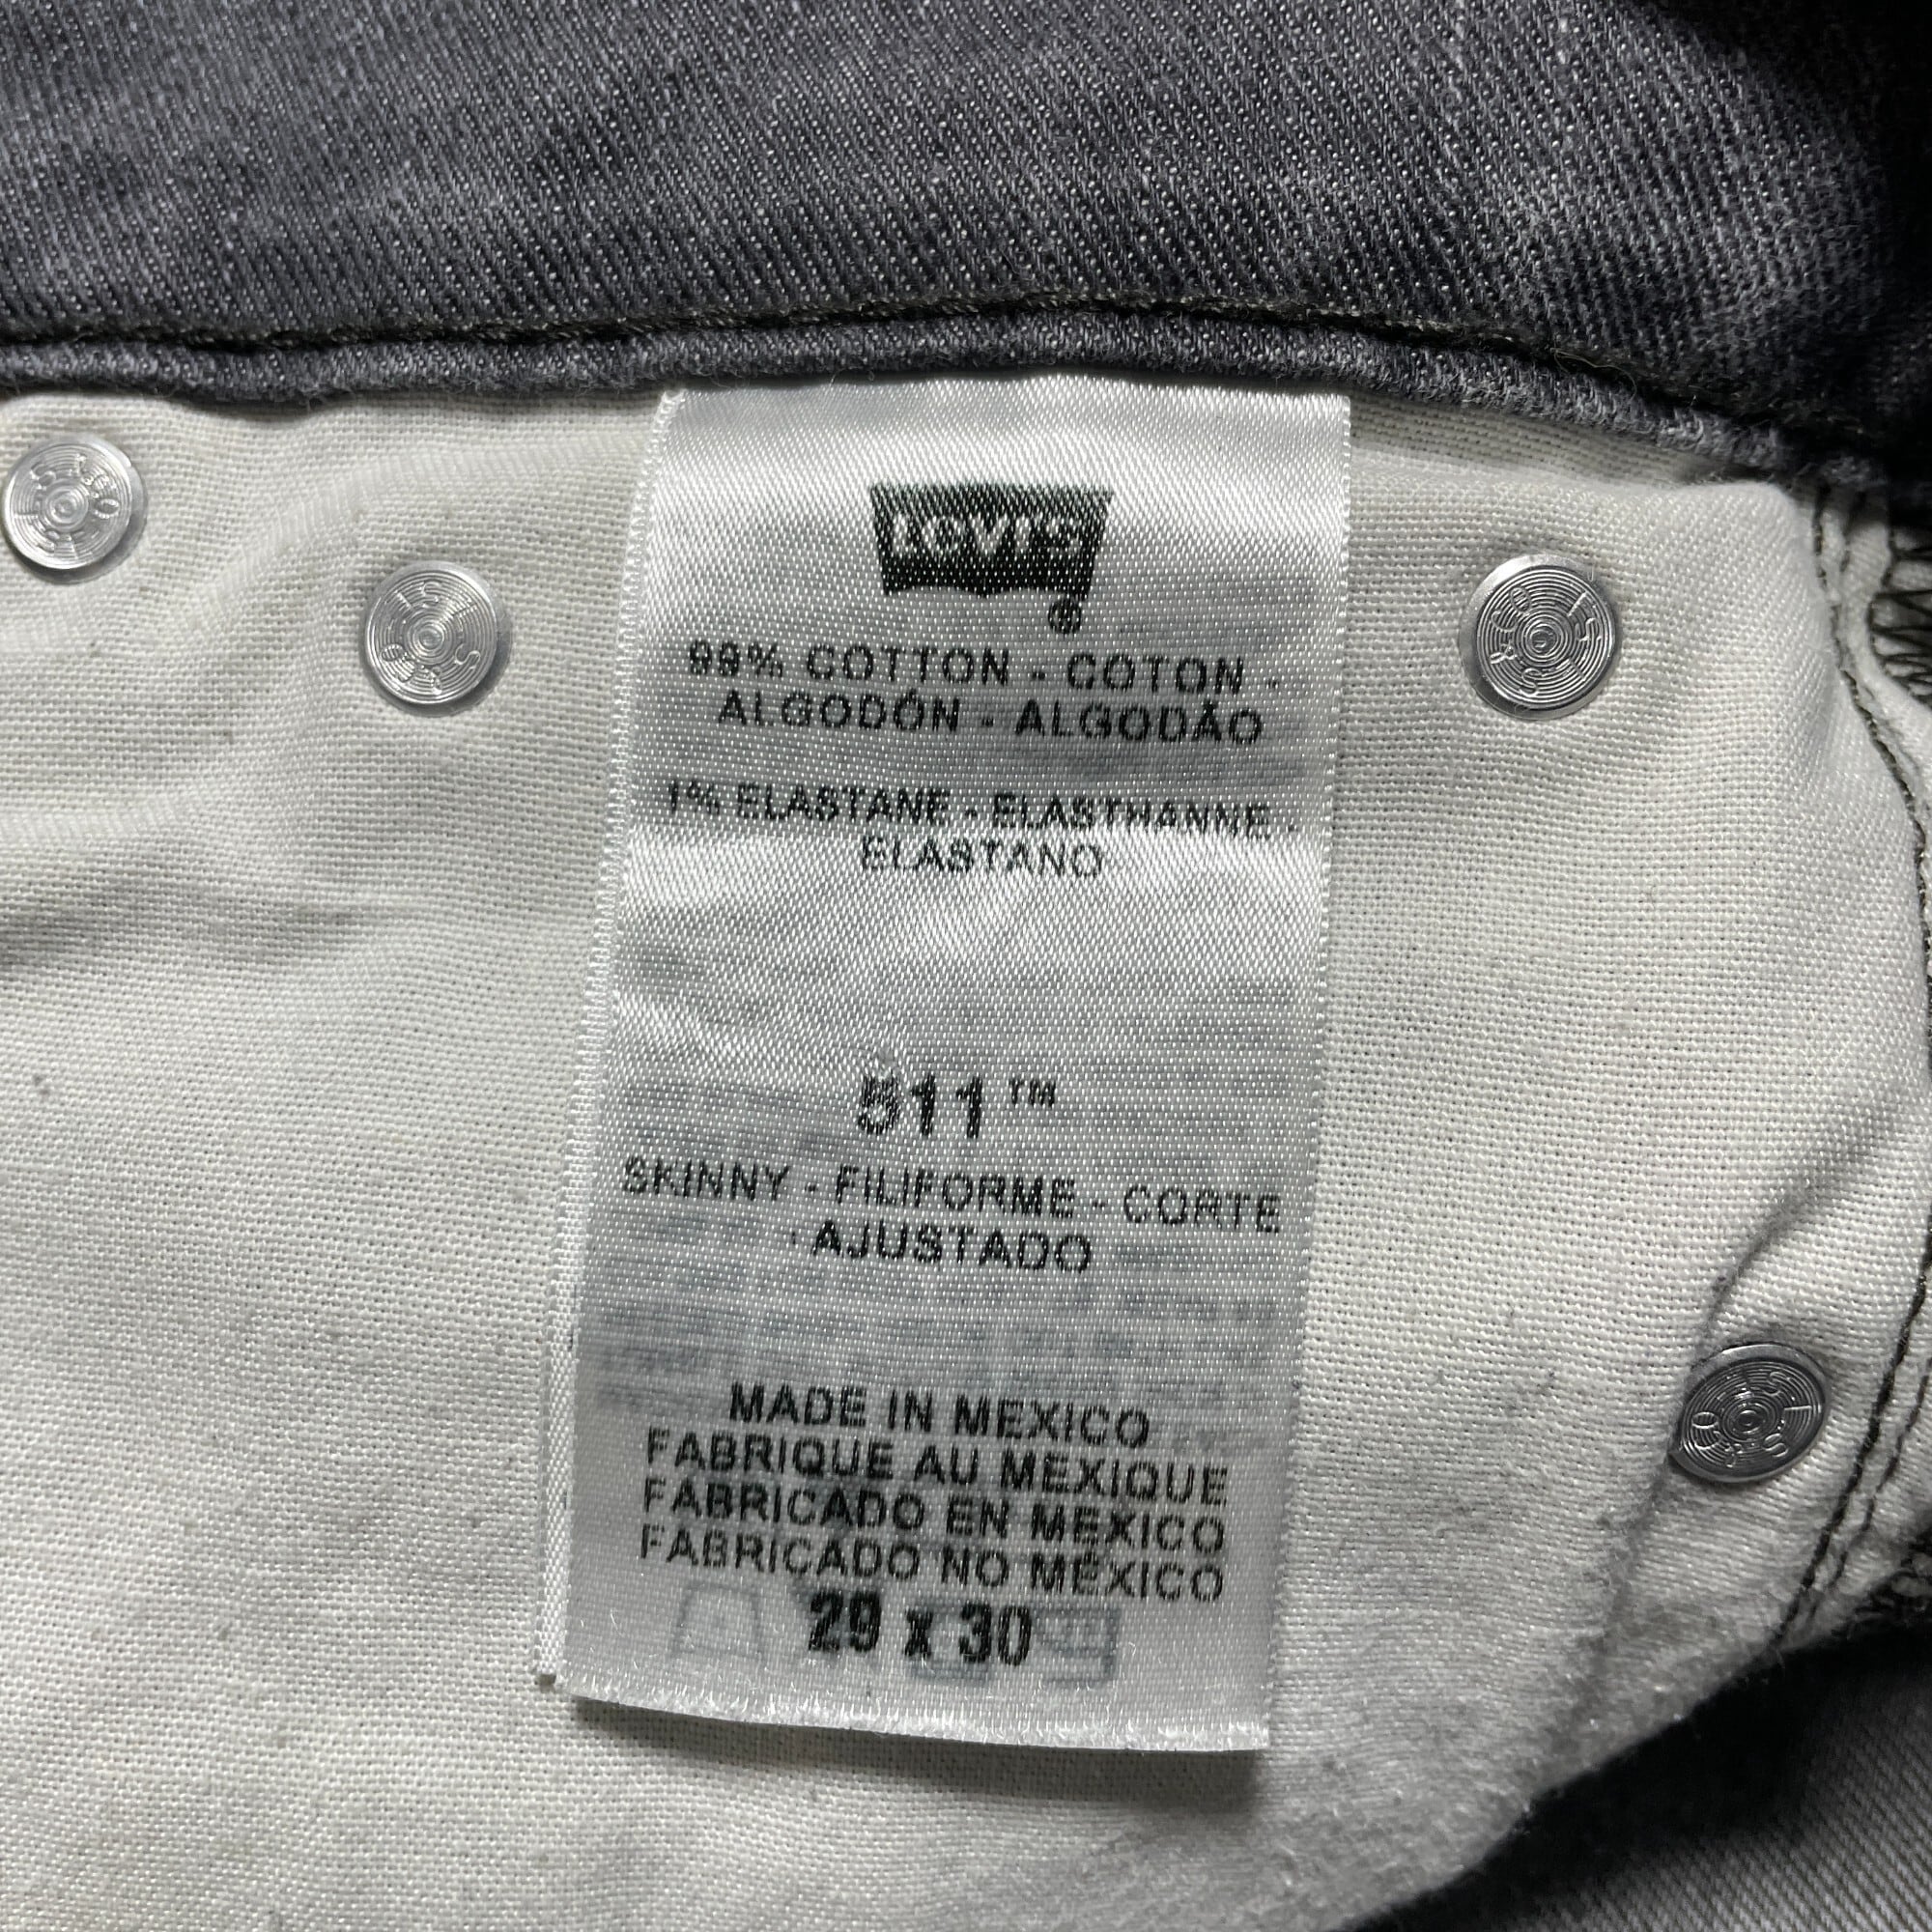 LEVI'S
®
99% COTTON - COTON -
ALGODÓN - ALGODÃO
1% ELASTANE - ELASTHANNE -
ELASTANO
511™
SKINNY - FILIFORME - CORTE
AJUSTADO
MADE IN MEXICO
FABRIQUE AU MEXIQUE
FABRICADO EN MEXICO
FABRICADO NO MÉXICO
29 x 30